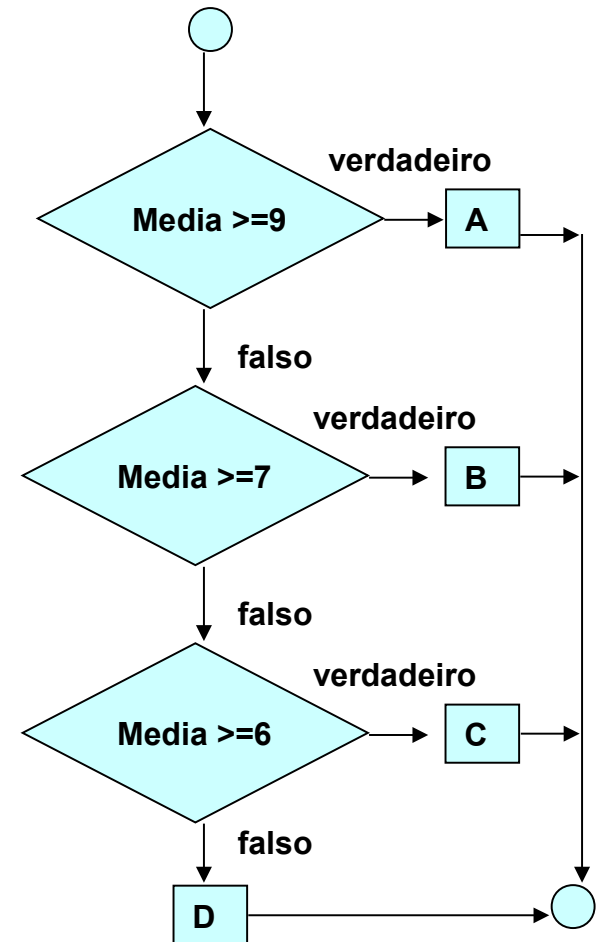 verdadeiro
Media >=9
A
falso
verdadeiro
Media >=7
B
falso
verdadeiro
Media >=6
C
falso
D